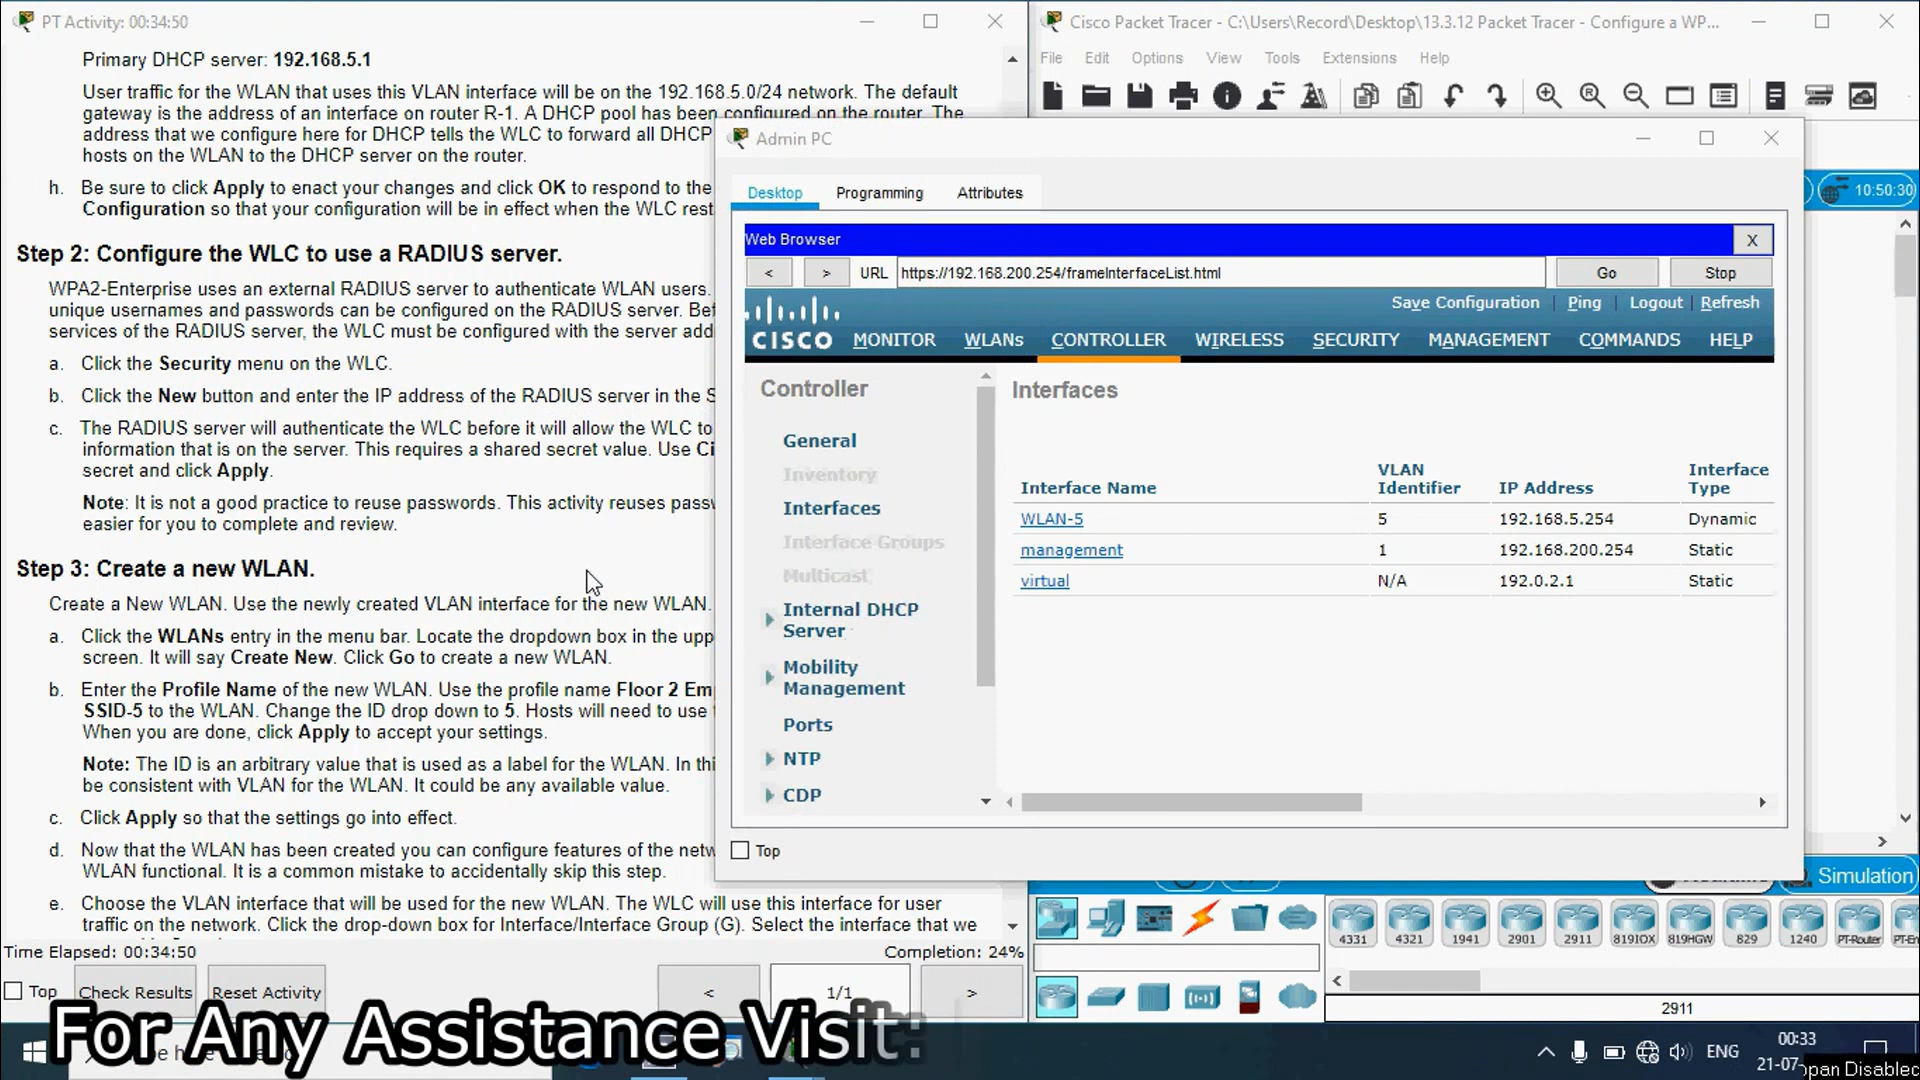 PT Activity: 00:34:50
Primary DHCP server: 192.168.5.1
User traffic for the WLAN that uses this VLAN interface will be on the 192.168.5.0/24 network. The default
gateway is the address of an interface on router R-1. A DHCP pool has been configured on the router. The
address that we configure here for DHCP tells the WLC to forward all DHCP
hosts on the WLAN to the DHCP server on the router.
h. Be sure to click Apply to enact your changes and click OK to respond to the
Configuration so that your configuration will be in effect when the WLC rest
Step 2: Configure the WLC to use a RADIUS server.
WPA2-Enterprise uses an external RADIUS server to authenticate WLAN users.
unique usernames and passwords can be configured on the RADIUS server. Bef
services of the RADIUS server, the WLC must be configured with the server add
a. Click the Security menu on the WLC.
b. Click the New button and enter the IP address of the RADIUS server in the S
c. The RADIUS server will authenticate the WLC before it will allow the WLC to
information that is on the server. This requires a shared secret value. Use Ci
secret and click Apply.
Note: It is not a good practice to reuse passwords. This activity reuses passw
easier for you to complete and review.
Step 3: Create a new WLAN.
Create a New WLAN. Use the newly created VLAN interface for the new WLAN.
a. Click the WLANs entry in the menu bar. Locate the dropdown box in the upp
screen. It will say Create New. Click Go to create a new WLAN.
b. Enter the Profile Name of the new WLAN. Use the profile name Floor 2 Emp
SSID-5 to the WLAN. Change the ID drop down to 5. Hosts will need to use
When you are done, click Apply to accept your settings.
Note: The ID is an arbitrary value that is used as a label for the WLAN. In thi
be consistent with VLAN for the WLAN. It could be any available value.
c. Click Apply so that the settings go into effect.
d. Now that the WLAN has been created you can configure features of the netw
WLAN functional. It is a common mistake to accidentally skip this step.
e. Choose the VLAN interface that will be used for the new WLAN. The WLC will use this interface for user
traffic on the network. Click the drop-down box for Interface/Interface Group (G). Select the interface that we
Time Elapsed: 00:34:50
Completion: 24%
Top
Check Results
Reset Activity
<
1/1
>
Cisco Packet Tracer - C:\Users\Record\Desktop\13.3.12 Packet Tracer - Configure a WP...
File Edit Options View Tools Extensions Help
10:50:30
Admin PC
Desktop Programming Attributes
Web Browser
X
<
>
URL
https://192.168.200.254/frameInterfaceList.html
Go
Stop
Save Configuration Ping Logout Refresh
CISCO
MONITOR WLANs CONTROLLER WIRELESS SECURITY MANAGEMENT COMMANDS HELP
Controller
General
Inventory
Interfaces
Interface Groups
Multicast
Internal DHCP
Server
Mobility
Management
Ports
NTP
CDP
Interfaces
Interface Name VLAN Identifier IP Address Interface Type
WLAN-5 5 192.168.5.254 Dynamic
management 1 192.168.200.254 Static
virtual N/A 192.0.2.1 Static
Top
Simulation
4331 4321 1941 2901 2911 819IOX 819HGW 829 1240 PT-Router PT-Em
2911
For Any Assistance Visit:
ENG
00:33
21-07-